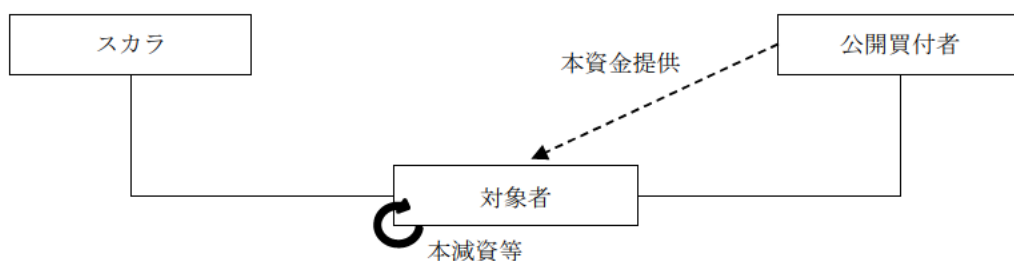 スカラ
公開買付者
本資金提供
対象者
本減資等